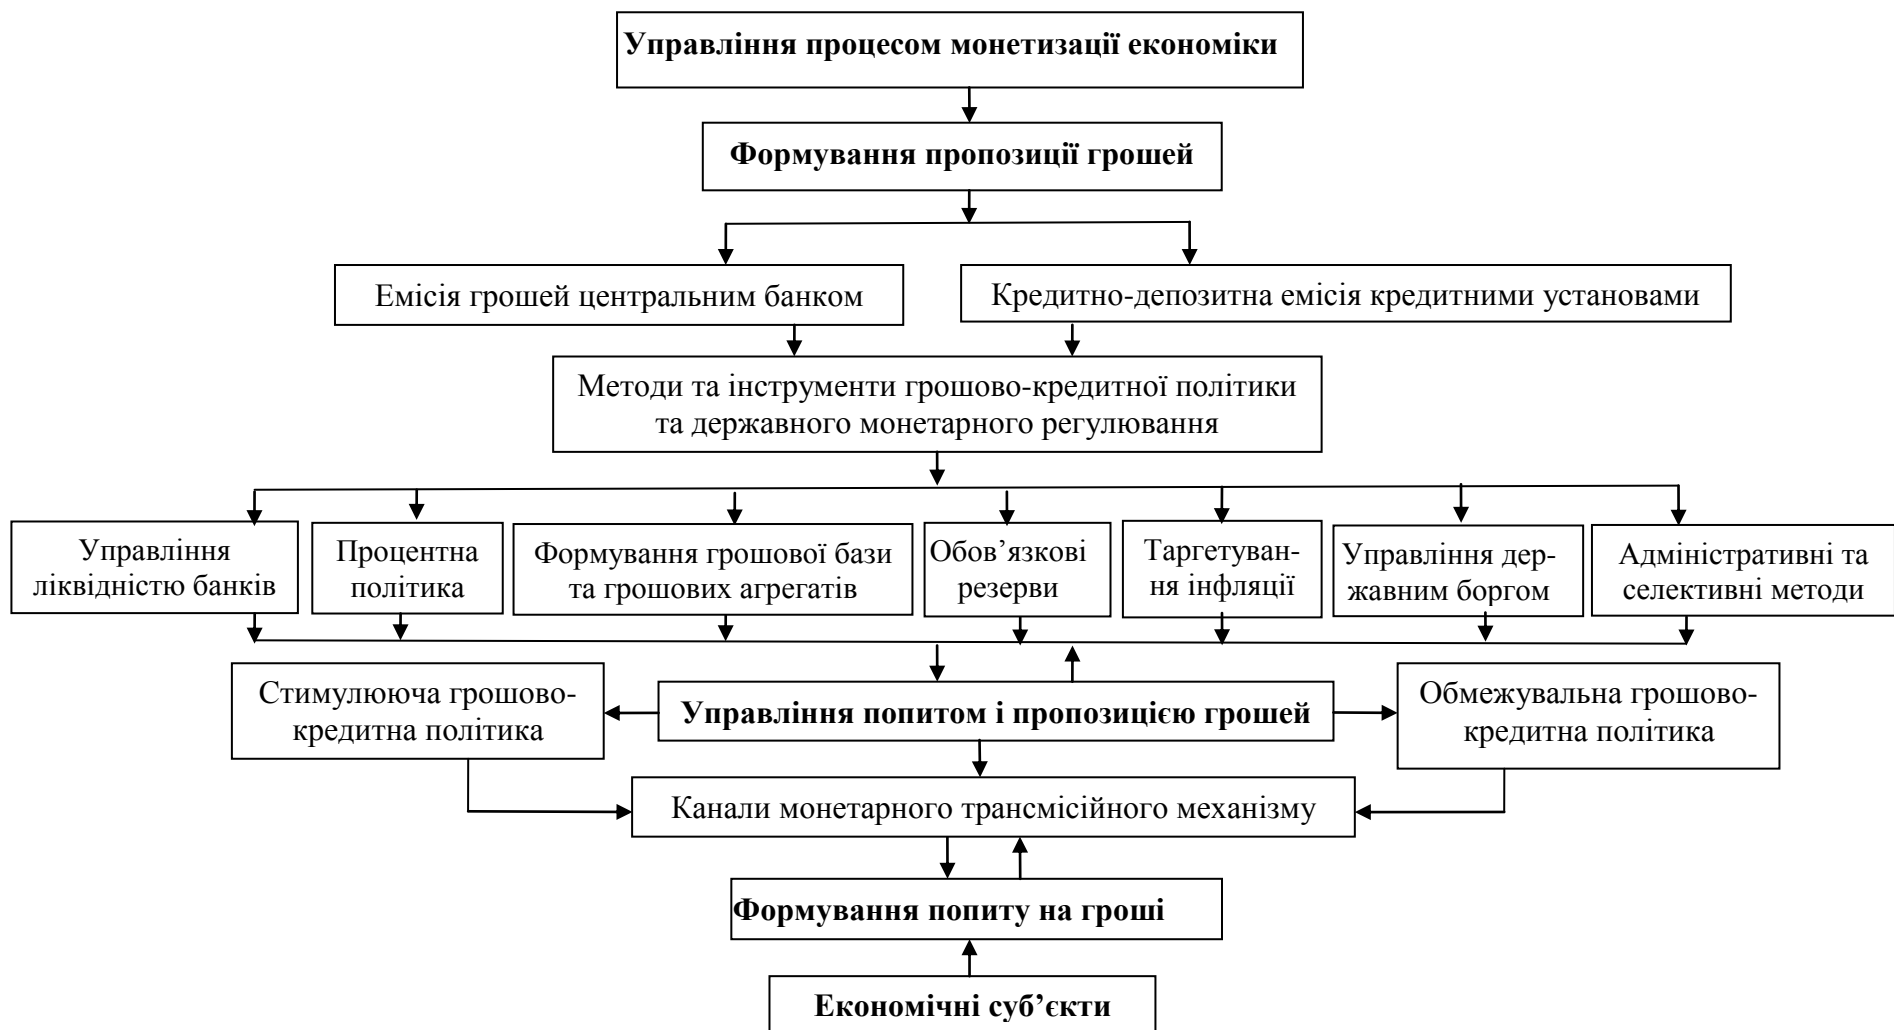 Управління процесом монетизації економіки
Формування пропозиції грошей
Емісія грошей центральним банком
Кредитно-депозитна емісія кредитними установами
Методи та інструменти грошово-кредитної політики
та державного монетарного регулювання
Управління
ліквідністю банків
Процентна
політика
Формування грошової бази
та грошових агрегатів
Обов’язкові
резерви
Таргетуван-
ня інфляції
Управління дер-
жавним боргом
Адміністративні та
селективні методи
Стимулююча грошово-
кредитна політика
Управління попитом і пропозицією грошей
Обмежувальна грошово-
кредитна політика
Канали монетарного трансмісійного механізму
Формування попиту на гроші
Економічні суб’єкти